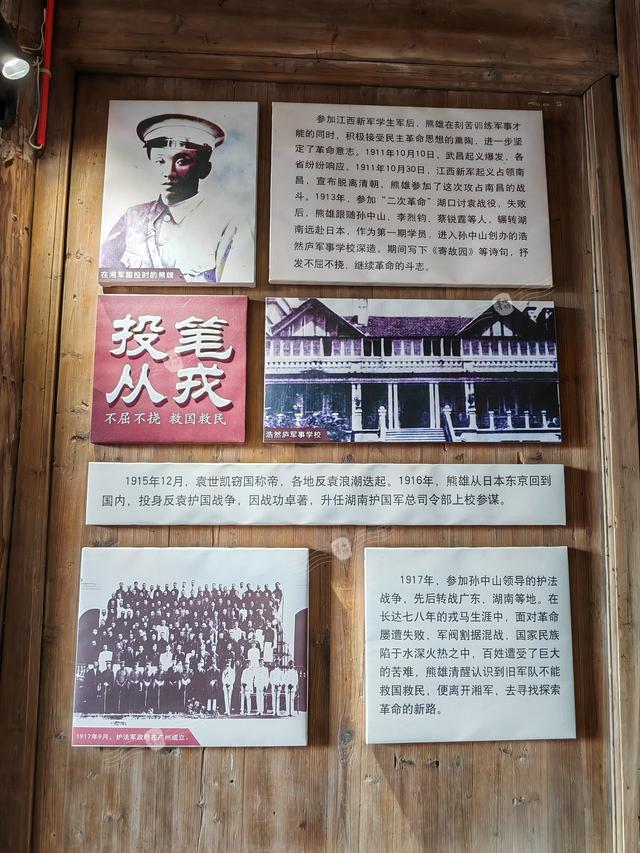 参加江西新军学生军后，熊雄在刻苦训练军事才
能的同时，积极接受民主革命思想的熏陶，进一步坚
定了革命意志。1911年10月10日，武昌起义爆发，各
省纷纷响应，1911年10月30日，江西新军起义占领南
昌，宣布脱离清朝，熊雄参加了这次攻占南昌的战
斗。1913年，参加“二次革命”湖口讨袁战役，失败
后，熊雄跟随孙中山、李烈钧、蔡锐霆等人，辗转湖
南远赴日本，作为第一期学员，进入孙中山创办的浩
然庐军事学校深造，期间写下《寄故园》等诗句，抒
发不屈不挠，继续革命的斗志。
在湘军服役时的熊雄
投笔
从戎
不屈不挠 救国救民
浩然庐军事学校
1915年12月，袁世凯窃国称帝，各地反袁浪潮迭起。1916年，熊雄从日本东京回到
国内，投身反袁护国战争，因战功卓著，升任湖南护国军总司令部上校参谋。
1917年9月，护法军政府在广州成立。
1917年，参加孙中山领导的护法
战争，先后转战广东、湖南等地。在
长达七八年的戎马生涯中，面对革命
屡遭失败，军阀割据混战，国家民族
陷于水深火热之中，百姓遭受了巨大
的苦难，熊雄清醒认识到旧军队不能
救国救民，便离开湘军，去寻找探索
革命的新路。